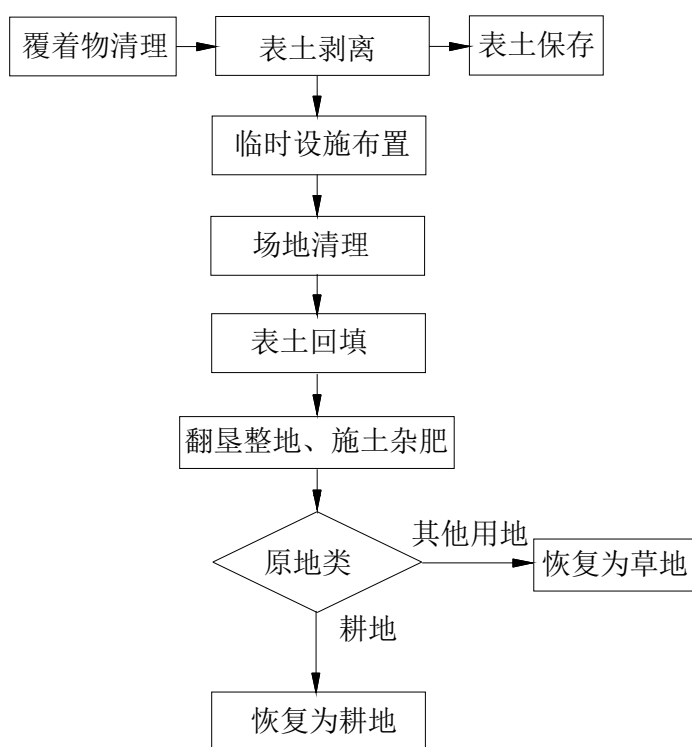 覆着物清理
表土剥离
表土保存
临时设施布置
场地清理
表土回填
翻垦整地、施土杂肥
原地类
其他用地
恢复为草地
耕地
恢复为耕地